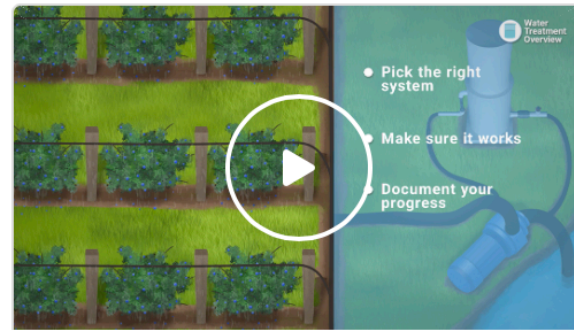 Water
Treatment
Overview
Pick the right
system
Make sure it works
Document your
progress